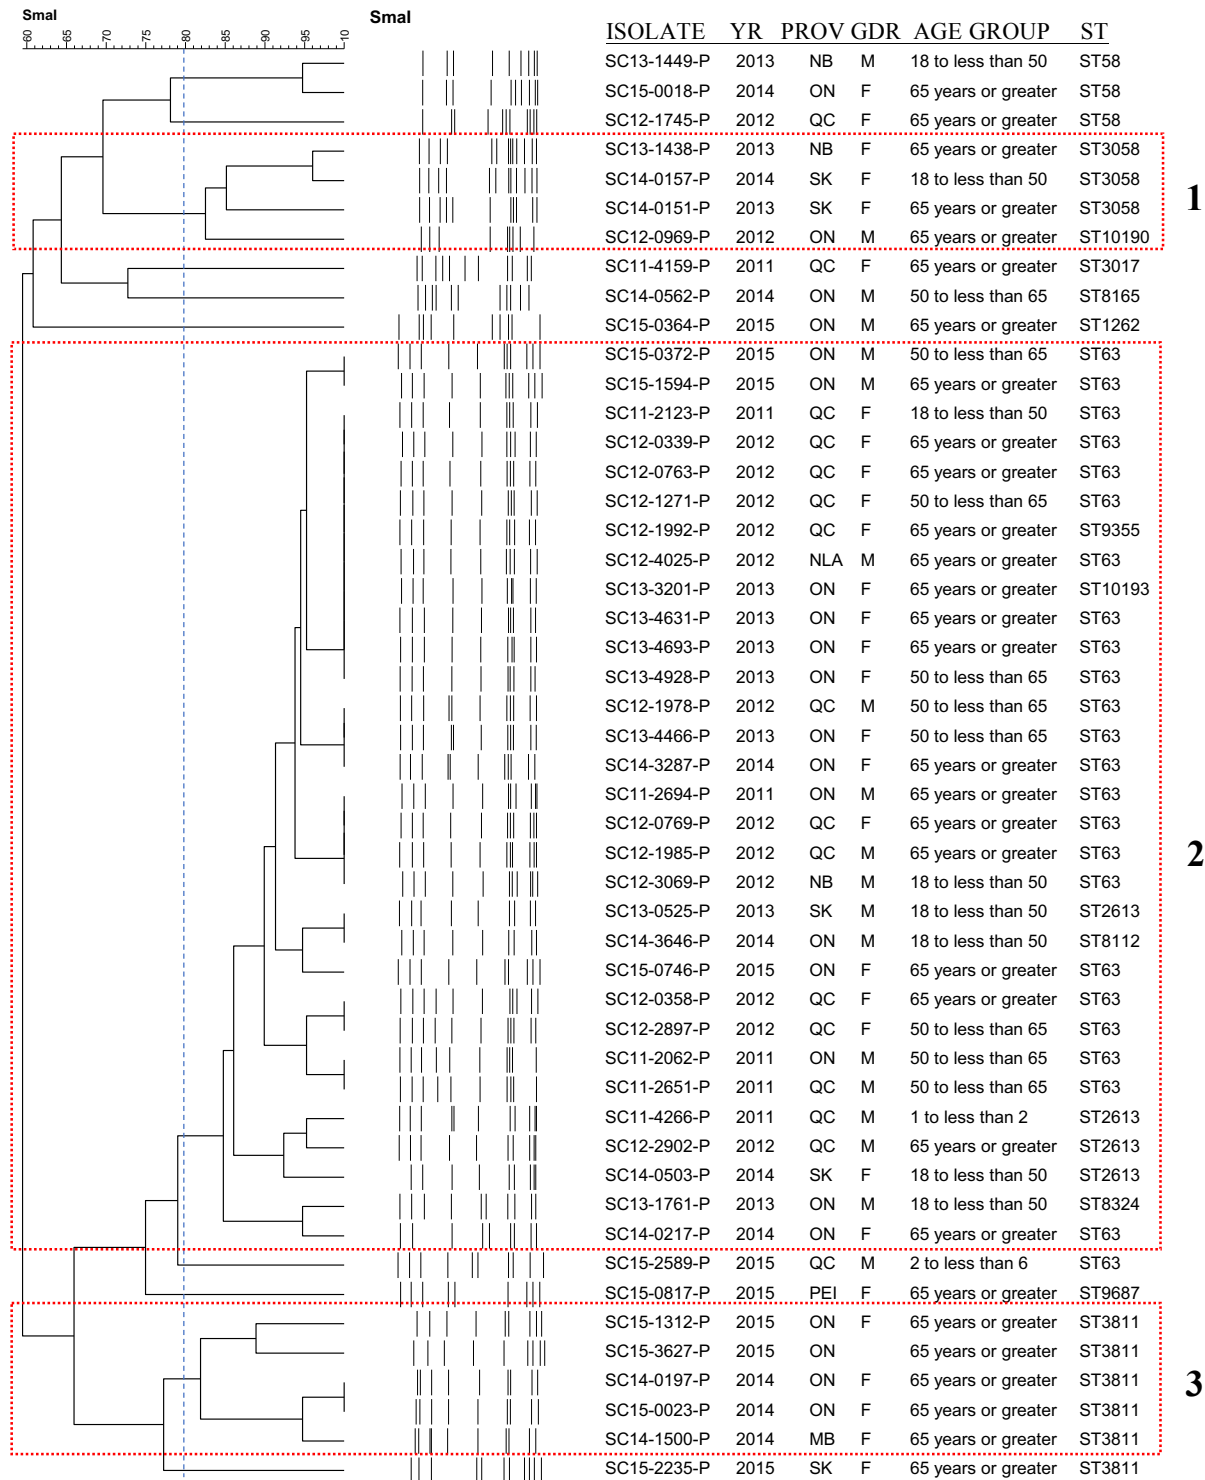 SmaI SmaI
60 65 70 75 80 85 90 95 10
ISOLATE YR PROV GDR AGE GROUP ST
SC13-1449-P 2013 NB M 18 to less than 50 ST58
SC15-0018-P 2014 ON F 65 years or greater ST58
SC12-1745-P 2012 QC F 65 years or greater ST58
SC13-1438-P 2013 NB F 65 years or greater ST3058
SC14-0157-P 2014 SK F 18 to less than 50 ST3058
1
SC14-0151-P 2013 SK F 65 years or greater ST3058
SC12-0969-P 2012 ON M 65 years or greater ST10190
SC11-4159-P 2011 QC F 65 years or greater ST3017
SC14-0562-P 2014 ON M 50 to less than 65 ST8165
SC15-0364-P 2015 ON M 65 years or greater ST1262
SC15-0372-P 2015 ON M 50 to less than 65 ST63
SC15-1594-P 2015 ON M 65 years or greater ST63
SC11-2123-P 2011 QC F 18 to less than 50 ST63
SC12-0339-P 2012 QC F 65 years or greater ST63
SC12-0763-P 2012 QC F 65 years or greater ST63
SC12-1271-P 2012 QC F 50 to less than 65 ST63
SC12-1992-P 2012 QC F 65 years or greater ST9355
SC12-4025-P 2012 NLA M 65 years or greater ST63
SC13-3201-P 2013 ON F 65 years or greater ST10193
SC13-4631-P 2013 ON F 65 years or greater ST63
SC13-4693-P 2013 ON F 65 years or greater ST63
SC13-4928-P 2013 ON F 50 to less than 65 ST63
SC12-1978-P 2012 QC M 50 to less than 65 ST63
SC13-4466-P 2013 ON F 50 to less than 65 ST63
SC14-3287-P 2014 ON F 65 years or greater ST63
SC11-2694-P 2011 ON M 65 years or greater ST63
SC12-0769-P 2012 QC F 65 years or greater ST63
SC12-1985-P 2012 QC M 65 years or greater ST63
2
SC12-3069-P 2012 NB M 18 to less than 50 ST63
SC13-0525-P 2013 SK M 18 to less than 50 ST2613
SC14-3646-P 2014 ON M 18 to less than 50 ST8112
SC15-0746-P 2015 ON F 65 years or greater ST63
SC12-0358-P 2012 QC F 65 years or greater ST63
SC12-2897-P 2012 QC F 50 to less than 65 ST63
SC11-2062-P 2011 ON M 50 to less than 65 ST63
SC11-2651-P 2011 QC M 50 to less than 65 ST63
SC11-4266-P 2011 QC M 1 to less than 2 ST2613
SC12-2902-P 2012 QC M 65 years or greater ST2613
SC14-0503-P 2014 SK F 18 to less than 50 ST2613
SC13-1761-P 2013 ON M 18 to less than 50 ST8324
SC14-0217-P 2014 ON F 65 years or greater ST63
SC15-2589-P 2015 QC M 2 to less than 6 ST63
SC15-0817-P 2015 PEI F 65 years or greater ST9687
SC15-1312-P 2015 ON F 65 years or greater ST3811
SC15-3627-P 2015 ON 65 years or greater ST3811
SC14-0197-P 2014 ON F 65 years or greater ST3811
3
SC15-0023-P 2014 ON F 65 years or greater ST3811
SC14-1500-P 2014 MB F 65 years or greater ST3811
SC15-2235-P 2015 SK F 65 years or greater ST3811